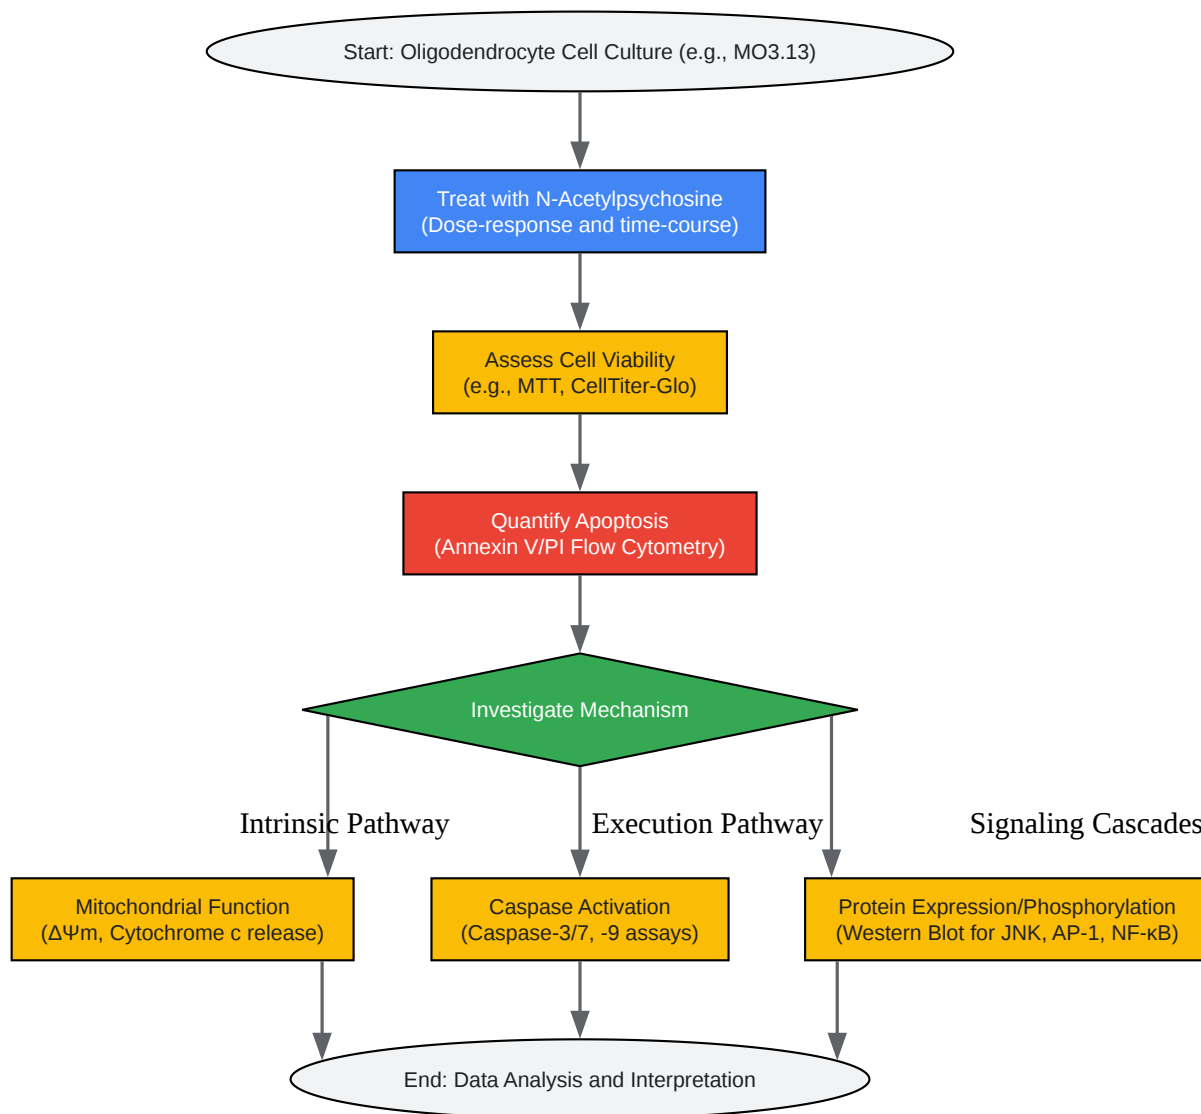 Start: Oligodendrocyte Cell Culture (e.g., MO3.13)
Treat with N-Acetylpsychosine
(Dose-response and time-course)
Assess Cell Viability
(e.g., MTT, CellTiter-Glo)
Quantify Apoptosis
(Annexin V/PI Flow Cytometry)
Investigate Mechanism
Intrinsic Pathway
Execution Pathway
Signaling Cascades
Mitochondrial Function
(ΔΨm, Cytochrome c release)
Caspase Activation
(Caspase-3/7, -9 assays)
Protein Expression/Phosphorylation
(Western Blot for JNK, AP-1, NF-κB)
End: Data Analysis and Interpretation